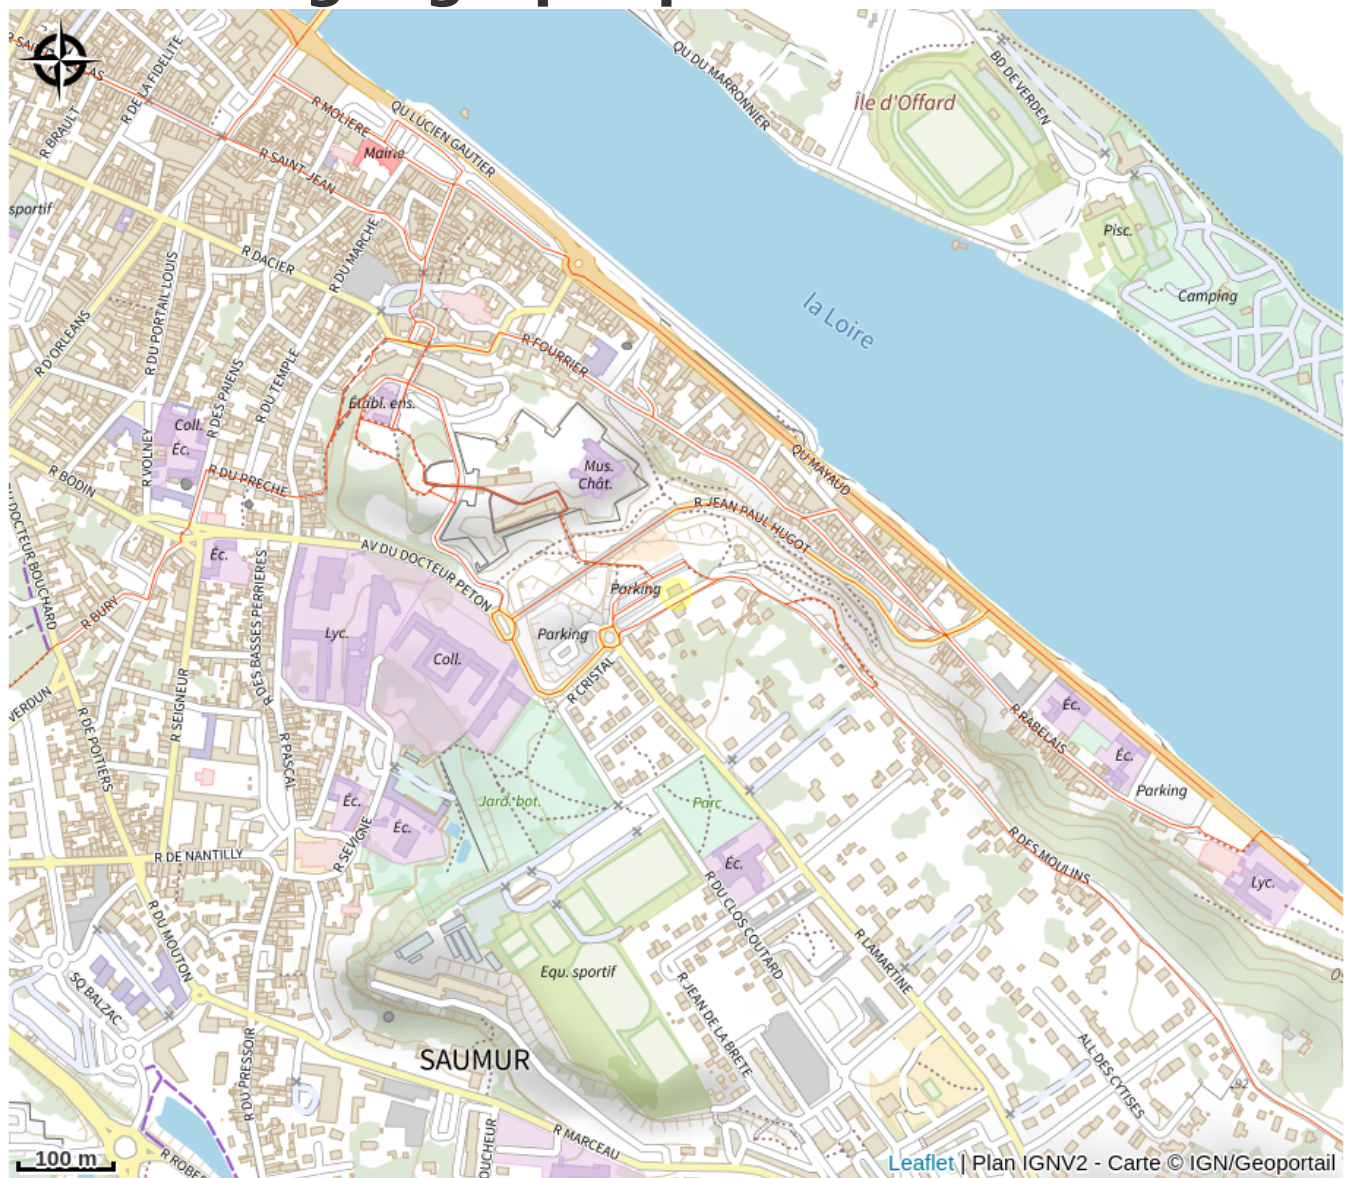 R DE LA FIDELITE
R BRAULT
R MOLIERE
QU LUCIEN GAUTIER
QU DU MARRONNIER
BD DE VERDEN
Île d'Offard
Mairie
R SAINT JEAN
sportif
Pisc.
R DACIER
R DU MARCHE
Camping
la Loire
R D'ORLEANS
R DU PORTAIL LOUIS
R FOURRIER
R DES PAIENS
R DU TEMPLE
Établ. ens.
Coll.
Éc.
R VOLNEY
R BODIN
R DU PRECHE
Mus.
Chât.
QU MAYAUD
R JEAN PAUL HUGOT
AV DU DOCTEUR PETON
Éc.
DOCTEUR BOUCHARD
R BURY
R DES BASSES PERRIERES
Parking
Parking
Lyc.
Coll.
R CRISTAL
VERDUN
R DE POITIERS
R SEIGNEUR
R PASCAL
Éc.
R RABELAIS
Éc.
Parking
Jard. bot.
Parc
Éc.
Éc.
R SEVIGNE
R DE NANTILLY
R DES MOULINS
Éc.
Lyc.
R DU CLOS COUTARD
R DU MOUTON
R LAMARTINE
Equ. sportif
SQ BALZAC
R JEAN DE LA BRETE
SAUMUR
R DU PRESSOIR
ALL DES CYTISES
92
R MARCEAU
OUCHEUR
R ROBE
100 m
Leaflet | Plan IGNV2 - Carte © IGN/Geoportail